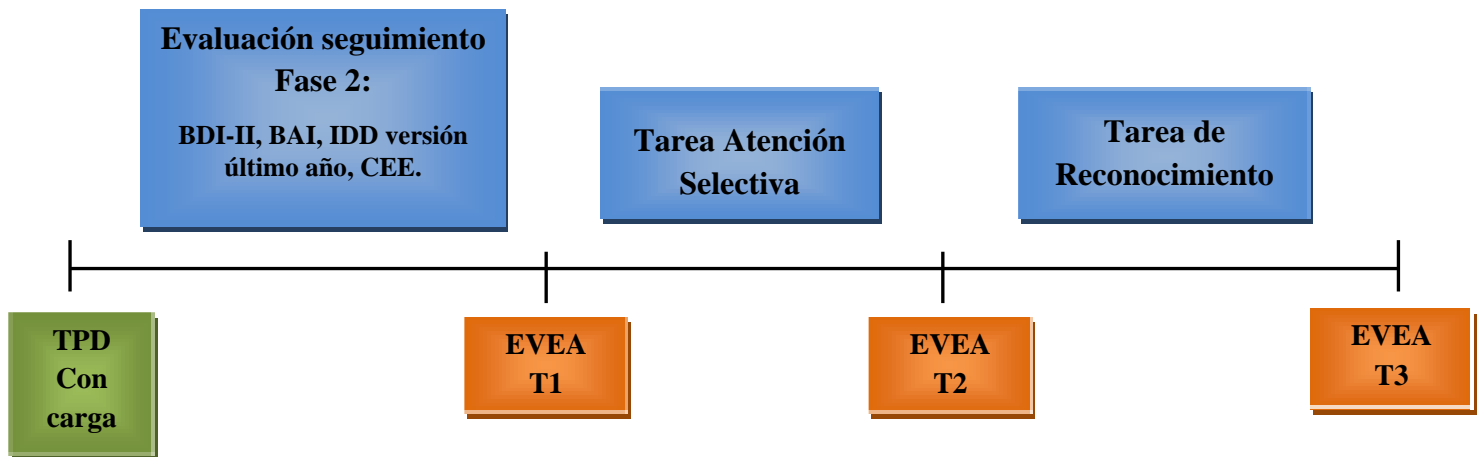 Evaluación seguimiento
Fase 2:
BDI-II, BAI, IDD versión
último año, CEE.
Tarea Atención
Selectiva
Tarea de
Reconocimiento
TPD
Con
carga
EVEA
T1
EVEA
T2
EVEA
T3